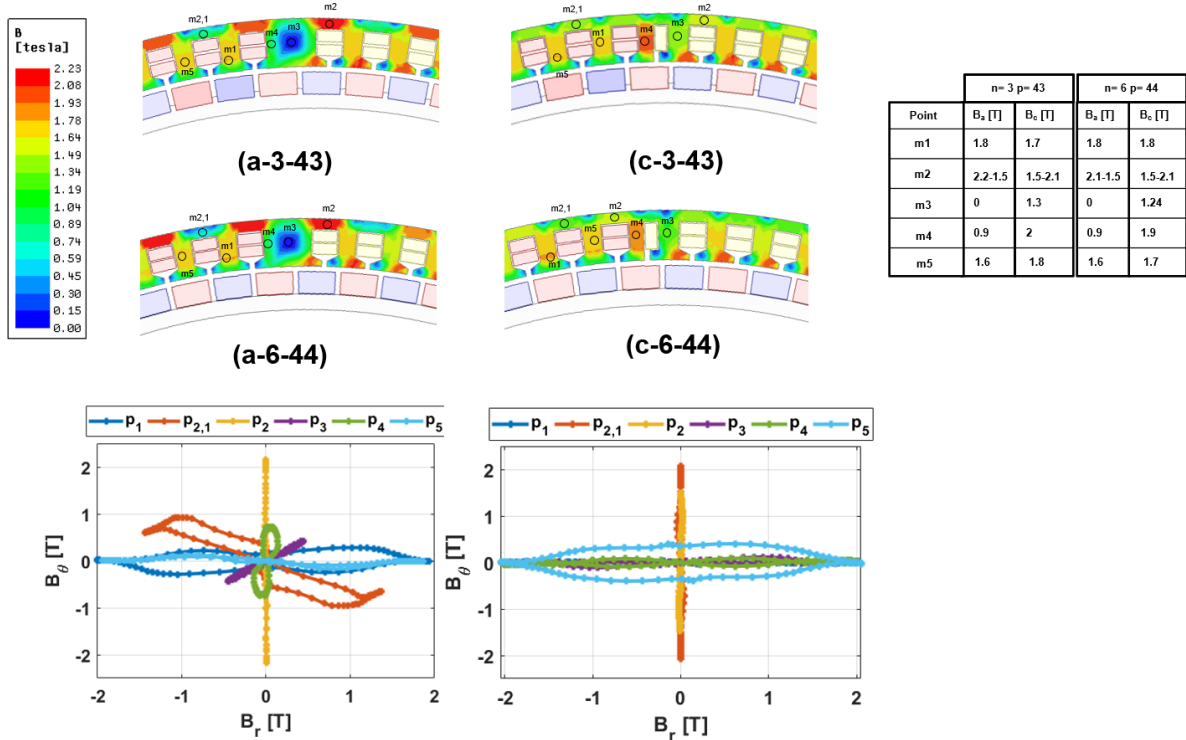 B
[tesla]
2.23
2.08
1.93
1.78
1.64
1.49
1.34
1.19
1.04
0.89
0.74
0.59
0.45
0.30
0.15
0.00
m2,1 m2
m4 m3
m1
m5
(a-3-43)
m2,1 m2
m1 m4 m3
m5
(c-3-43)
m2,1 m2
m4 m3
m1
m5
(a-6-44)
m2,1 m2
m5 m4 m3
m1
(c-6-44)
n= 3 p= 43 n= 6 p= 44
Point Ba [T] Bc [T] Ba [T] Bc [T]
m1 1.8 1.7 1.8 1.8
m2 2.2-1.5 1.5-2.1 2.1-1.5 1.5-2.1
m3 0 1.3 0 1.24
m4 0.9 2 0.9 1.9
m5 1.6 1.8 1.6 1.7
p1 p2,1 p2 p3 p4 p5
2
1
0
-1
-2
Bθ [T]
-2 -1 0 1 2
Br [T]
p1 p2,1 p2 p3 p4 p5
2
1
0
-1
-2
Bθ [T]
-2 -1 0 1 2
Br [T]